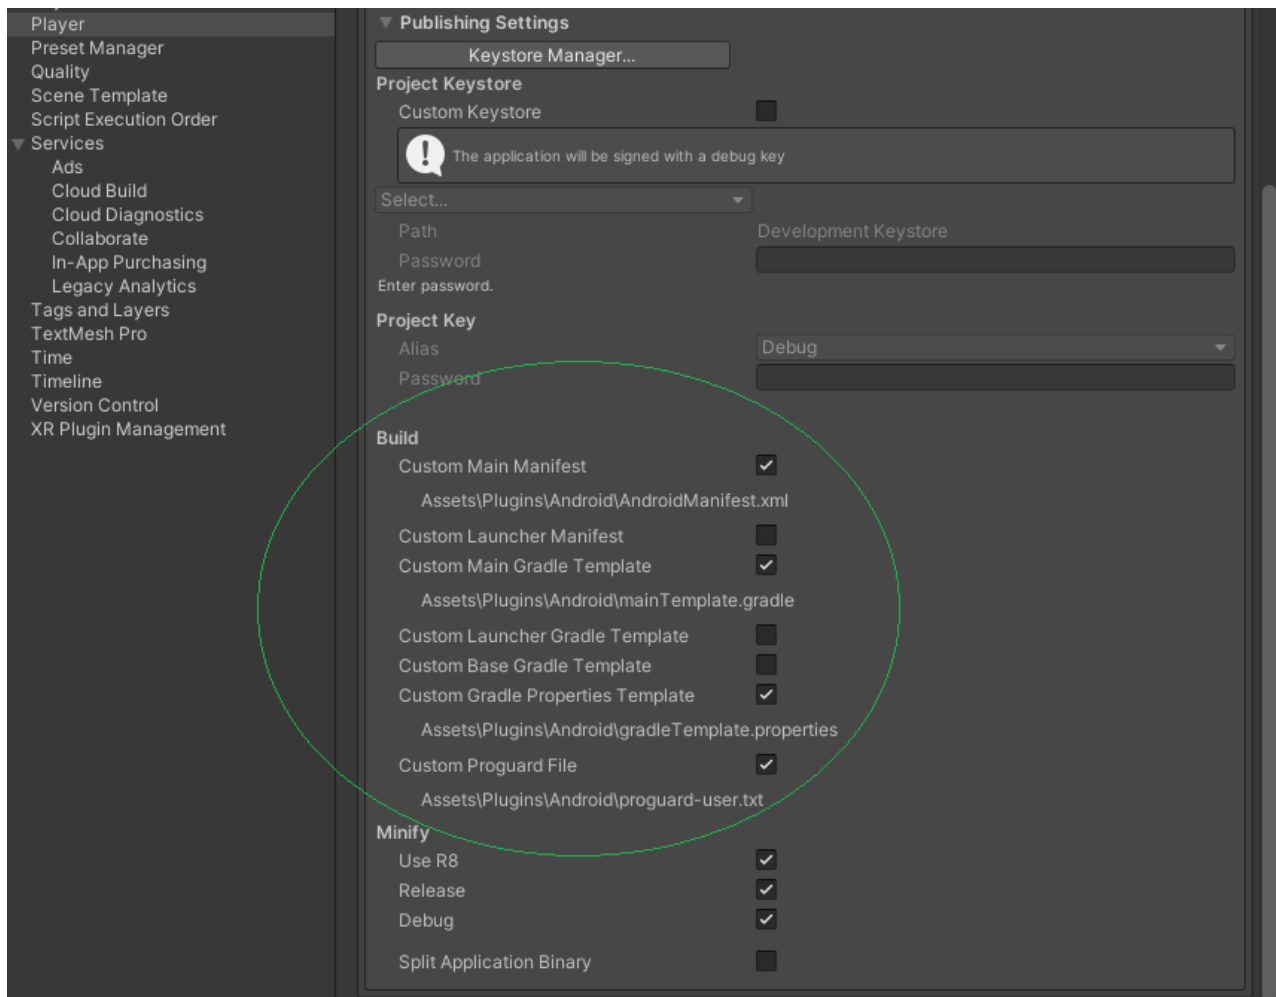 Player
Preset Manager
Quality
Scene Template
Script Execution Order
Services
Ads
Cloud Build
Cloud Diagnostics
Collaborate
In-App Purchasing
Legacy Analytics
Tags and Layers
TextMesh Pro
Time
Timeline
Version Control
XR Plugin Management
Publishing Settings
Keystore Manager...
Project Keystore
Custom Keystore
The application will be signed with a debug key
Select...
Path Development Keystore
Password
Enter password.
Project Key
Alias Debug
Password
Build
Custom Main Manifest
Assets\Plugins\Android\AndroidManifest.xml
Custom Launcher Manifest
Custom Main Gradle Template
Assets\Plugins\Android\mainTemplate.gradle
Custom Launcher Gradle Template
Custom Base Gradle Template
Custom Gradle Properties Template
Assets\Plugins\Android\gradleTemplate.properties
Custom Proguard File
Assets\Plugins\Android\proguard-user.txt
Minify
Use R8
Release
Debug
Split Application Binary